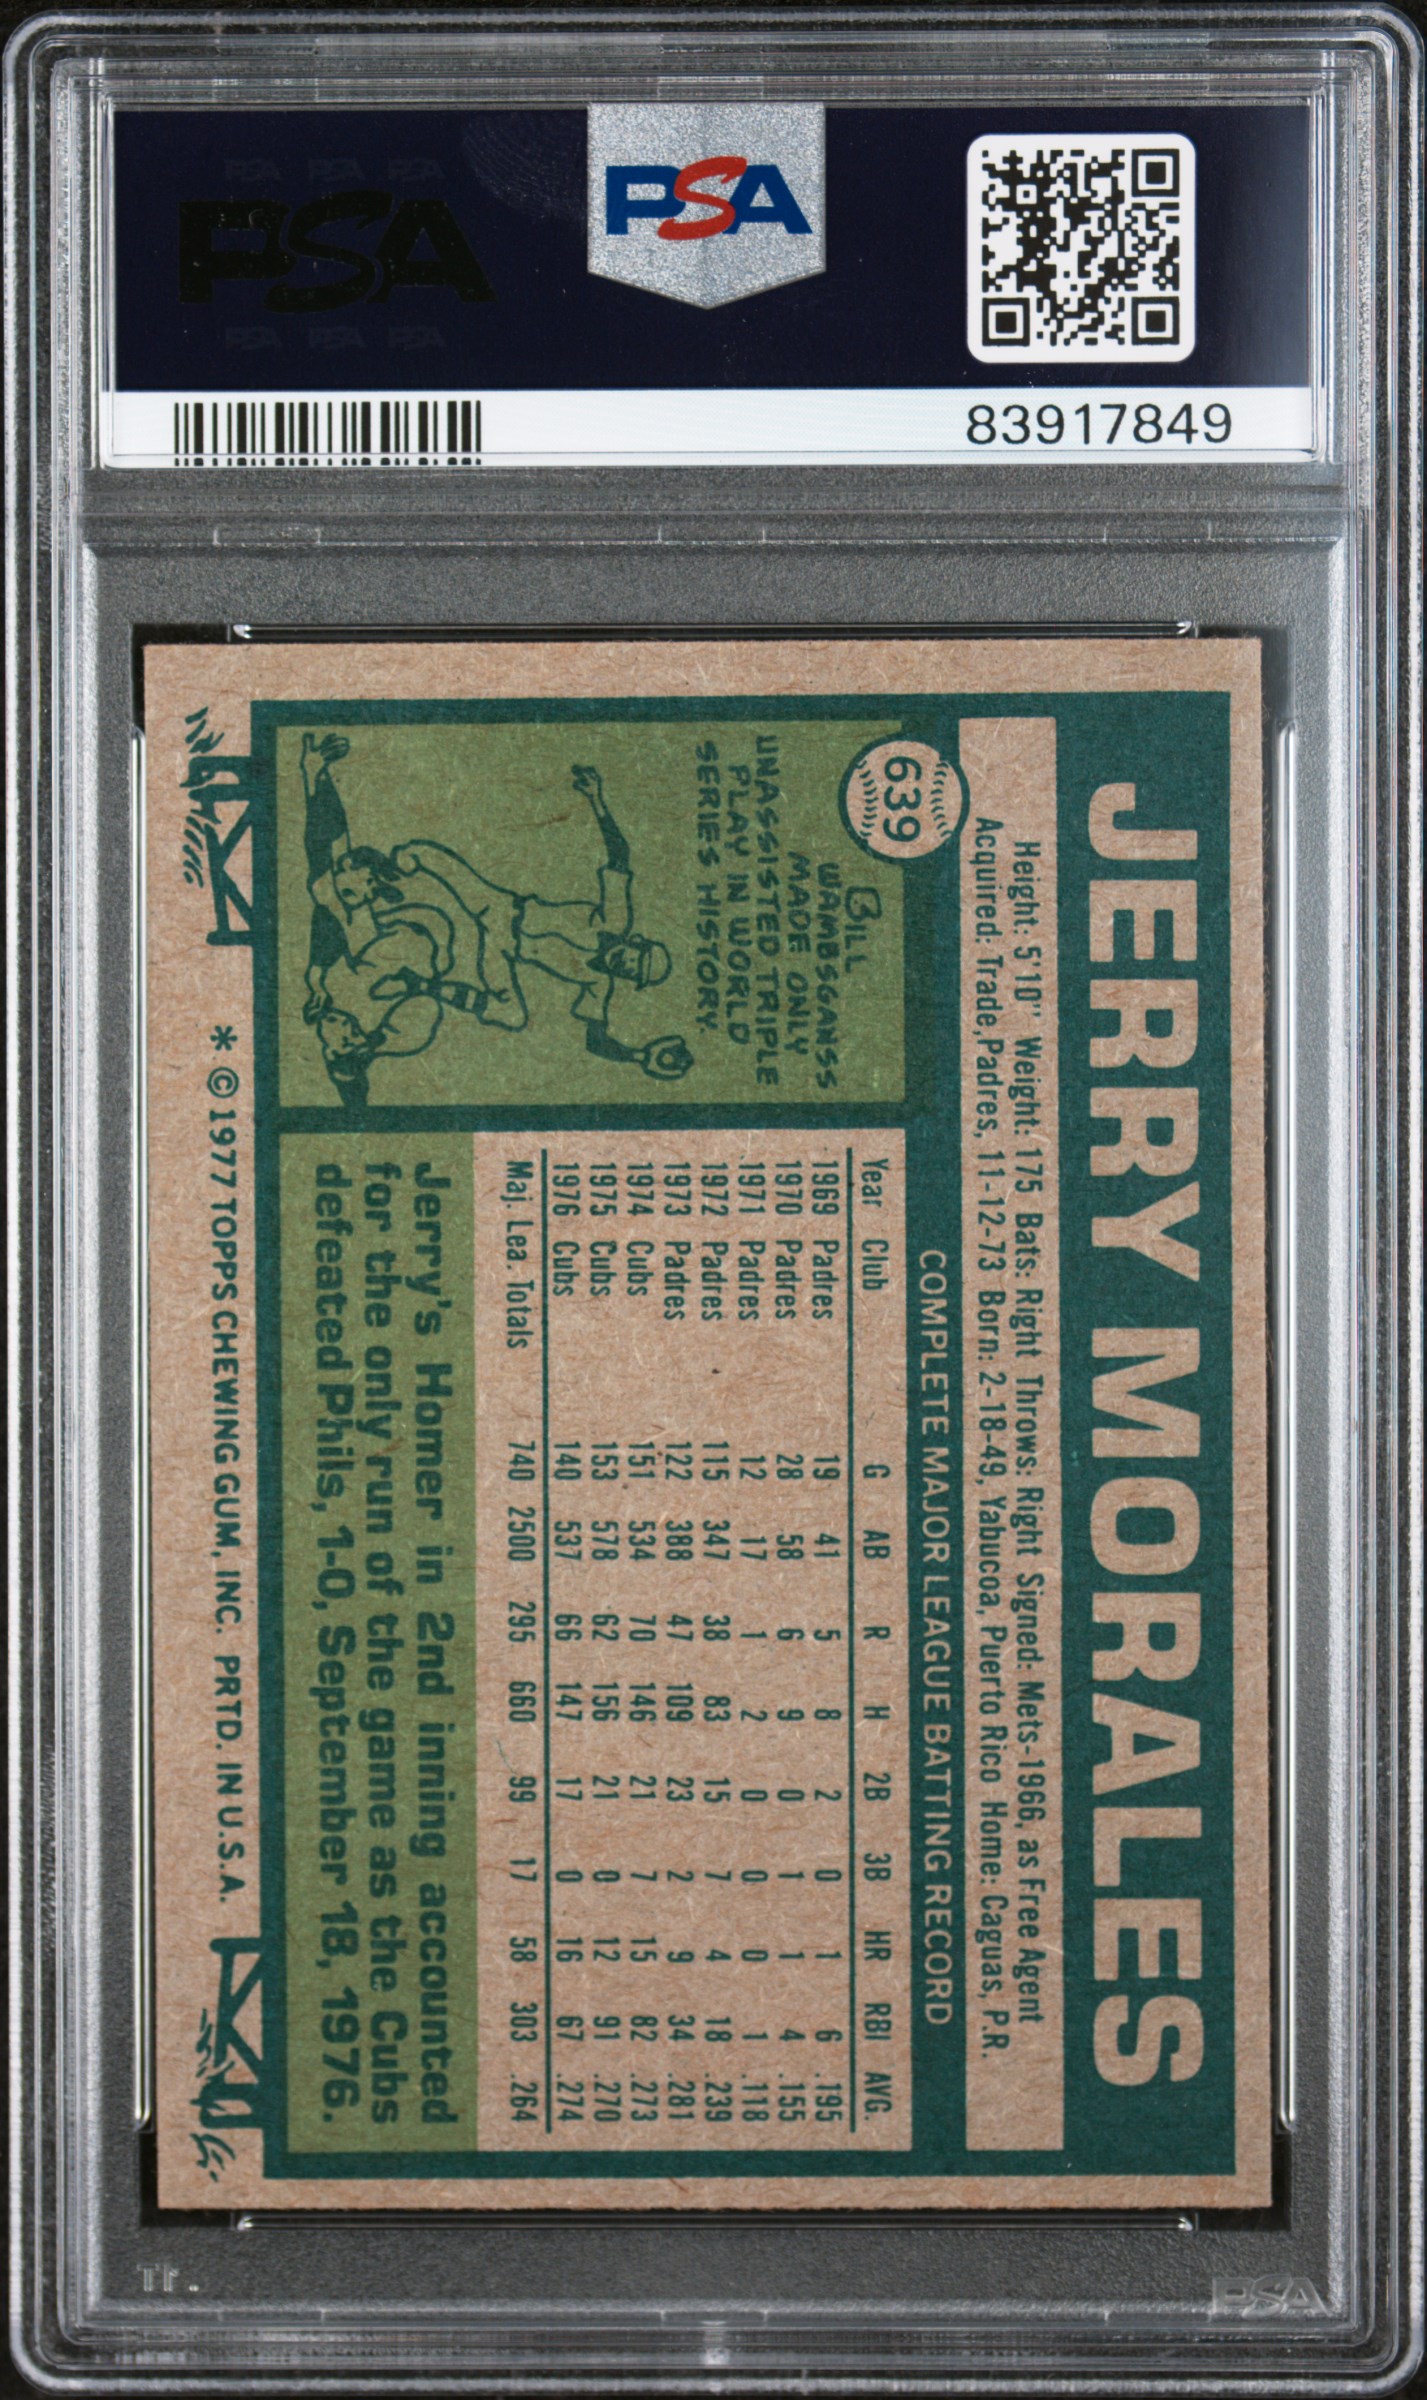 PSA PSA PSA
PSA
PSA PSA PSA
PSA
83917849
JERRY MORALES
Height: 5'10" Weight: 175 Bats: Right Throws: Right Signed: Mets-1966, as Free Agent
Acquired: Trade, Padres, 11-12-73 Born: 2-18-49, Yabucoa, Puerto Rico Home: Caguas, P.R.
639
COMPLETE MAJOR LEAGUE BATTING RECORD
BILL
WAMBSGANSS
MADE ONLY
UNASSISTED TRIPLE
PLAY IN WORLD
SERIES HISTORY.
Year Club G AB R H 2B 3B HR RBI AVG.
1969 Padres 19 41 5 8 2 0 1 6 .195
1970 Padres 28 58 6 9 0 1 1 4 .155
1971 Padres 12 17 1 2 0 0 0 1 .118
1972 Padres 115 347 38 83 15 7 4 18 .239
1973 Padres 122 388 47 109 23 2 9 34 .281
1974 Cubs 151 534 70 146 21 7 15 82 .273
1975 Cubs 153 578 62 156 21 0 12 91 .270
1976 Cubs 140 537 66 147 17 0 16 67 .274
Maj. Lea. Totals 740 2500 295 660 99 17 58 303 .264
Jerry's Homer in 2nd inning accounted
for the only run of the game as the Cubs
defeated Phils, 1-0, September 18, 1976.
* © 1977 TOPPS CHEWING GUM, INC. PRTD. IN U.S.A.
PSA